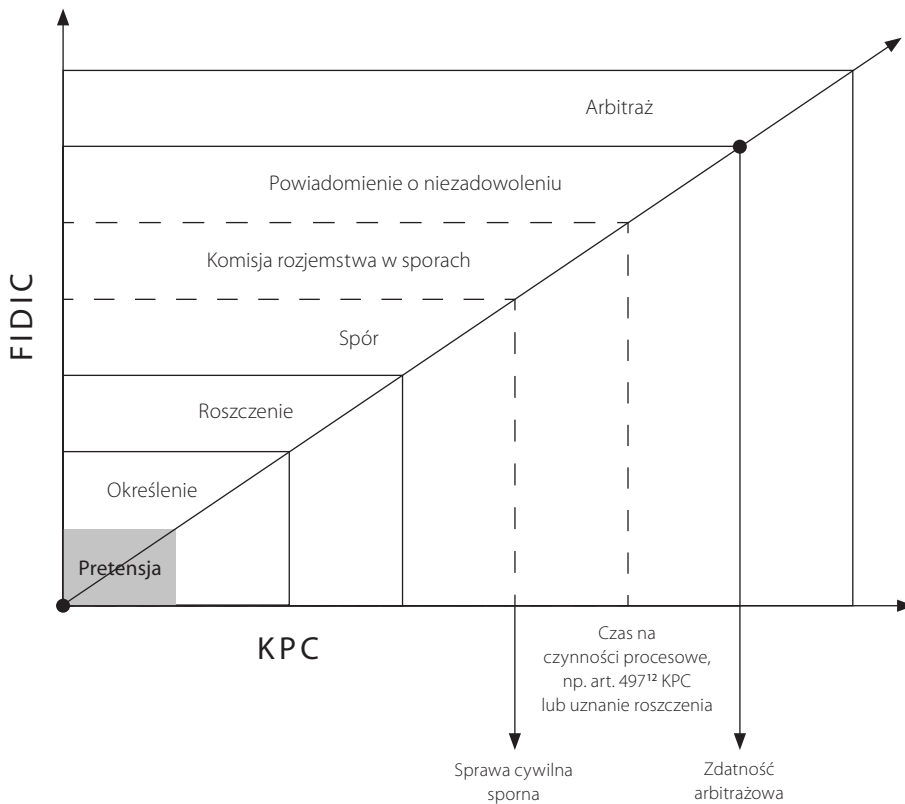 Arbitraż
Powiadomienie o niezadowoleniu
Komisja rozjemstwa w sporach
FIDIC
Spór
Roszczenie
Określenie
Pretensja
KPC
Czas na
czynności procesowe,
np. art. 497¹² KPC
lub uznanie roszczenia
Sprawa cywilna
sporna
Zdatność
arbitrażowa